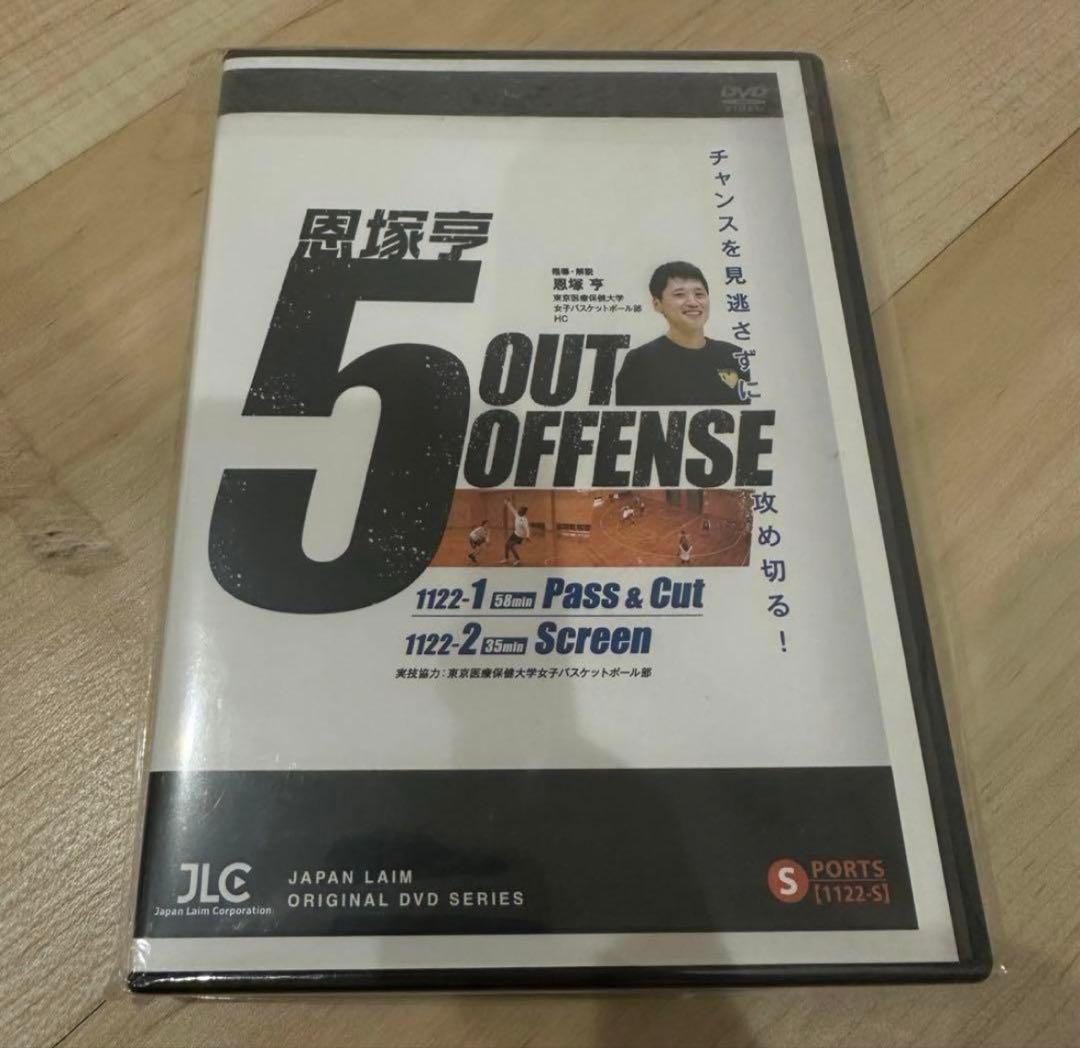 DVD
VIDEO
チャンスを見逃さずに攻め切る!
恩塚亨
5 OUT OFFENSE
指導・解説
恩塚 亨
東京医療保健大学
女子バスケットボール部
HC
1122-1 58min Pass & Cut
1122-2 35min Screen
実技協力:東京医療保健大学女子バスケットボール部
JLC
Japan Laim Corporation
JAPAN LAIM
ORIGINAL DVD SERIES
SPORTS
[1122-S]